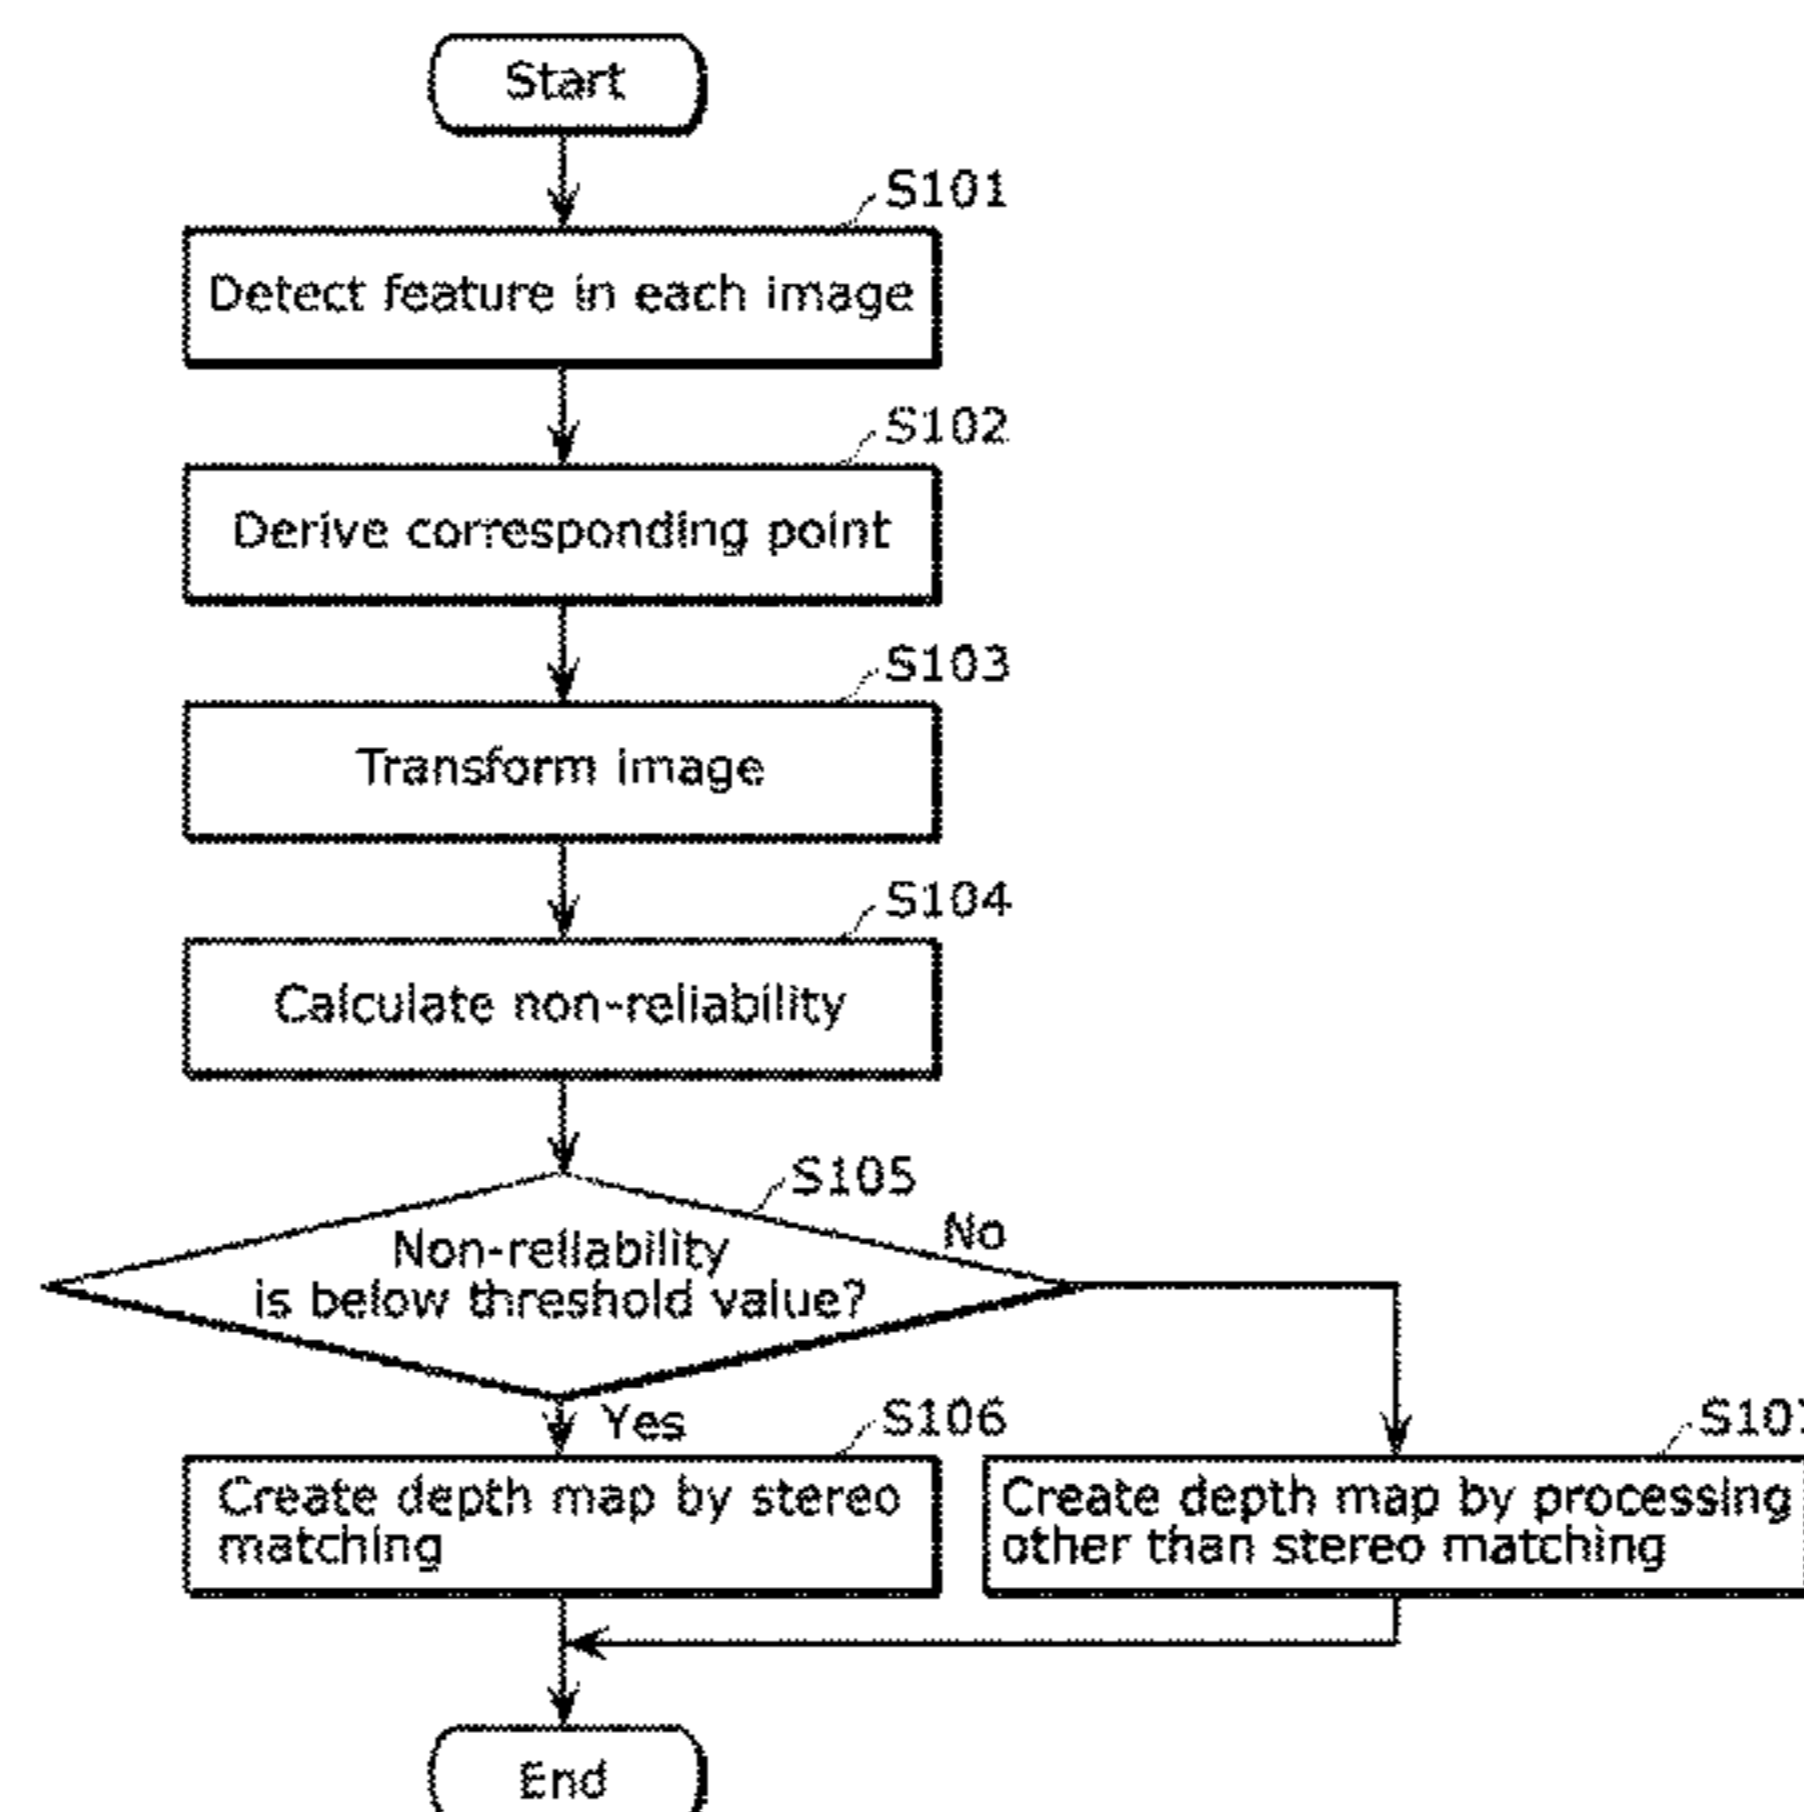 Start
S101
Detect feature in each image
S102
Derive corresponding point
S103
Transform image
S104
Calculate non-reliability
S105
Non-reliability
is below threshold value?
No
Yes
S106
Create depth map by stereo
matching
S107
Create depth map by processing
other than stereo matching
End